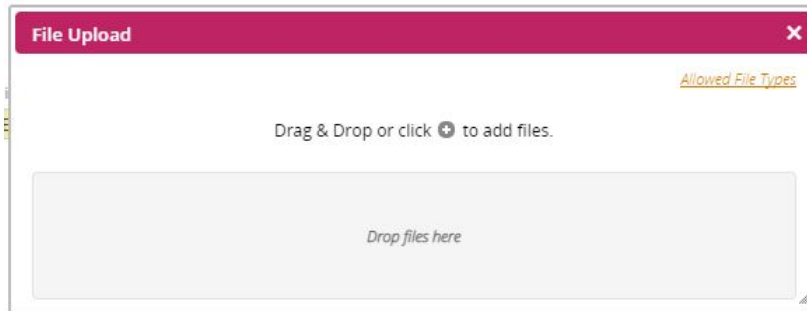 File Upload
Allowed File Types
Drag & Drop or click to add files.
Drop files here